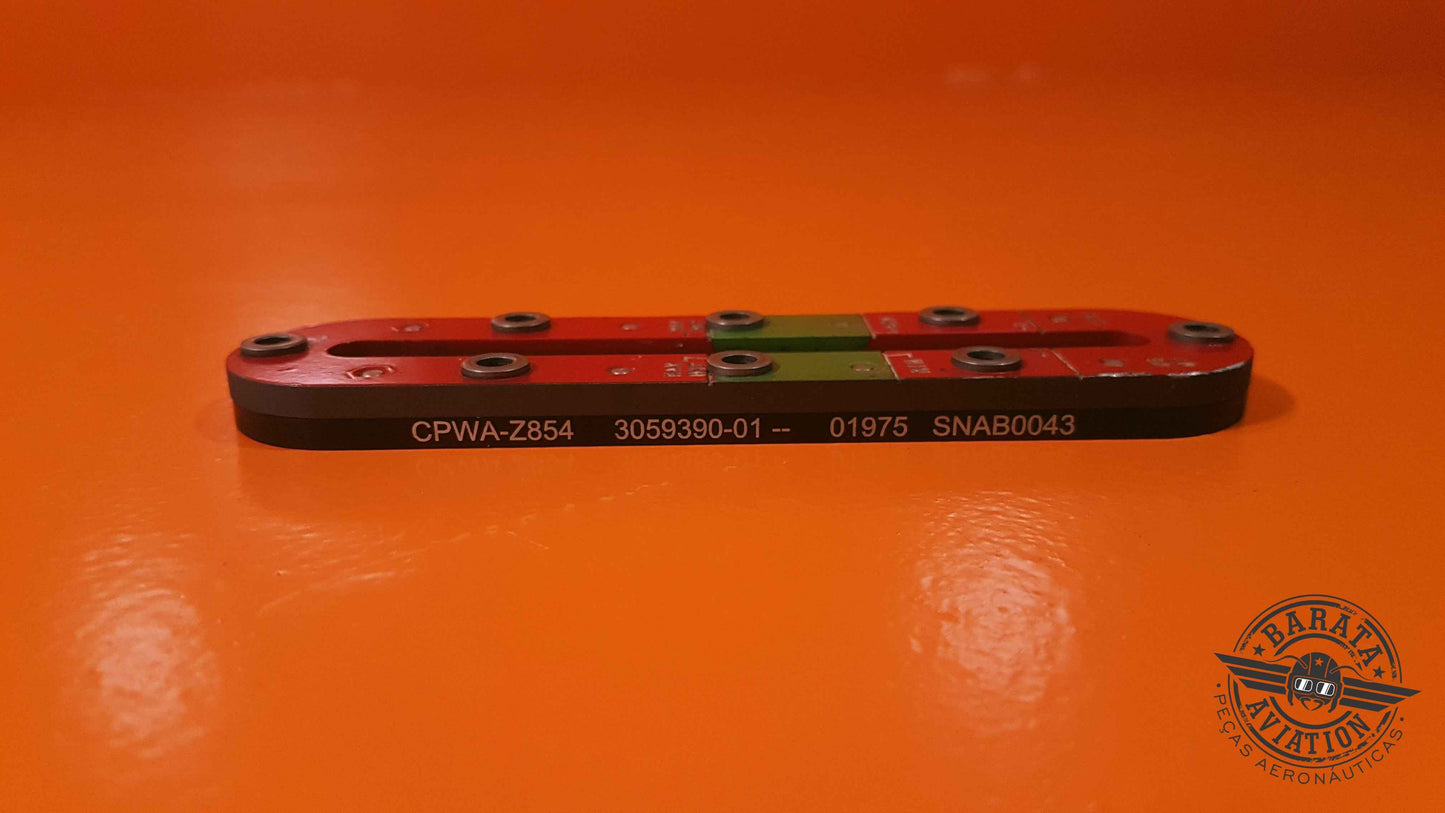 CPWA-Z854 3059390-01 -- 01975 SNAB0043
BARATA
AVIATION
PEÇAS AERONÁUTICAS